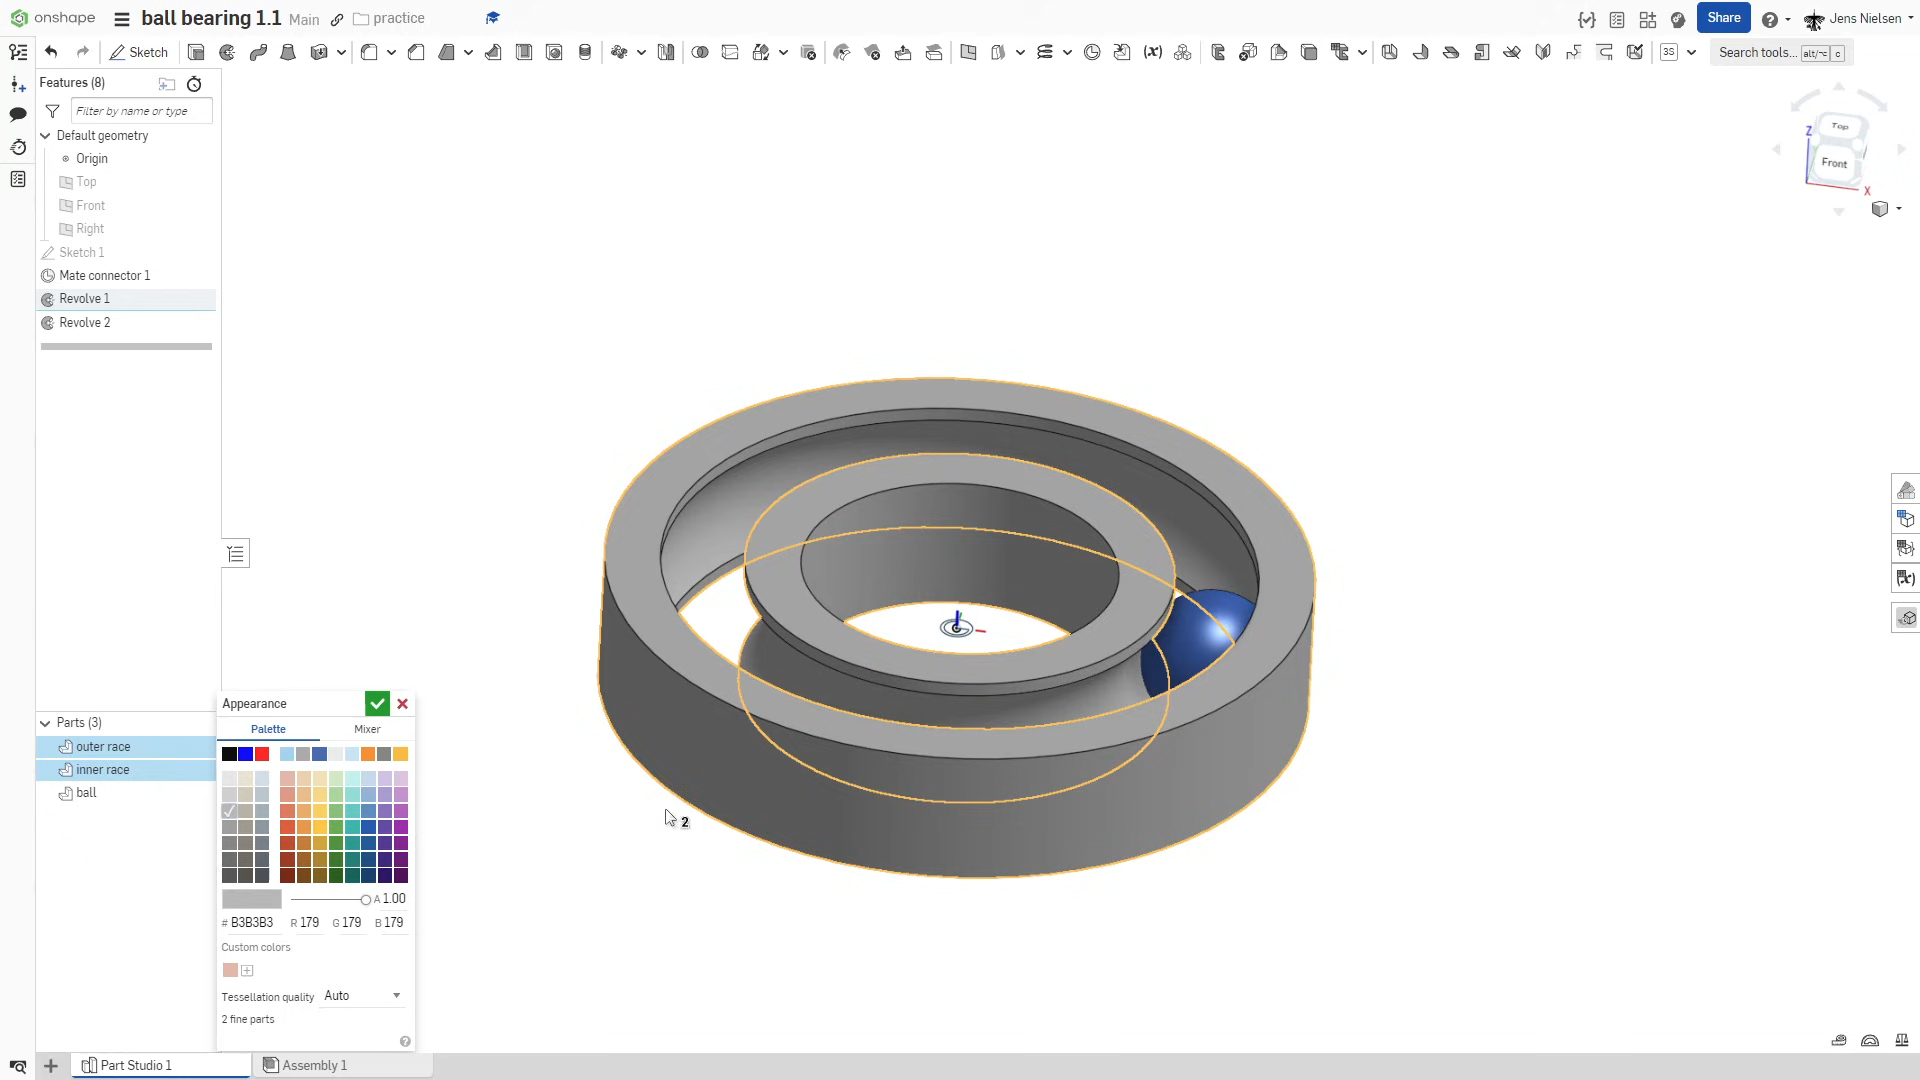 onshape ball bearing 1.1 Main practice Share Jens Nielsen
Sketch 3S Search tools... alt/⌥ c
Features (8)
Filter by name or type
Default geometry
Origin
Top
Front
Right
Sketch 1
Mate connector 1
Revolve 1
Revolve 2
Top
Z
Front
X
2
Parts (3)
outer race
inner race
ball
Appearance
Palette Mixer
A 1.00
# B3B3B3 R 179 G 179 B 179
Custom colors
Tessellation quality Auto
2 fine parts
Part Studio 1 Assembly 1